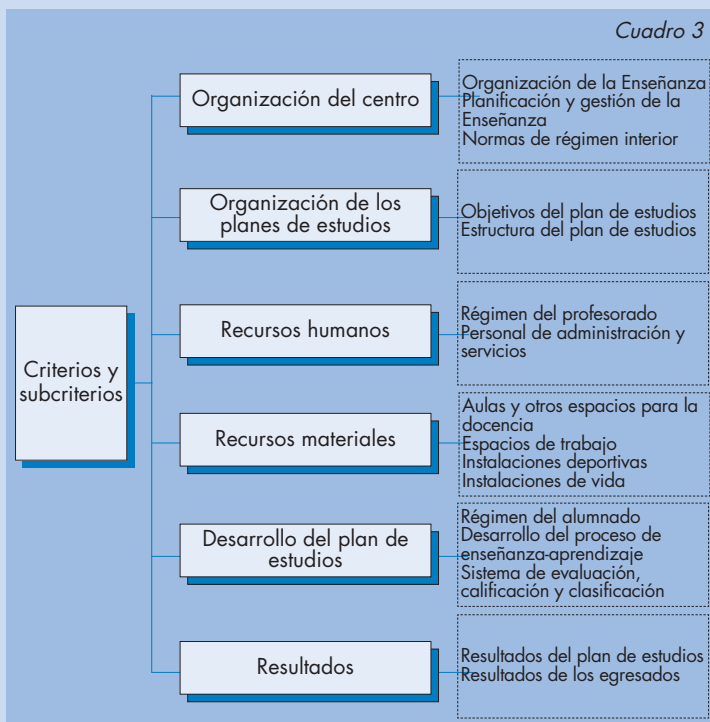 Cuadro 3
Criterios y
subcriterios
Organización del centro
Organización de la Enseñanza
Planificación y gestión de la
Enseñanza
Normas de régimen interior
Organización de los
planes de estudios
Objetivos del plan de estudios
Estructura del plan de estudios
Recursos humanos
Régimen del profesorado
Personal de administración y
servicios
Recursos materiales
Aulas y otros espacios para la
docencia
Espacios de trabajo
Instalaciones deportivas
Instalaciones de vida
Desarrollo del plan de
estudios
Régimen del alumnado
Desarrollo del proceso de
enseñanza-aprendizaje
Sistema de evaluación,
calificación y clasificación
Resultados
Resultados del plan de estudios
Resultados de los egresados